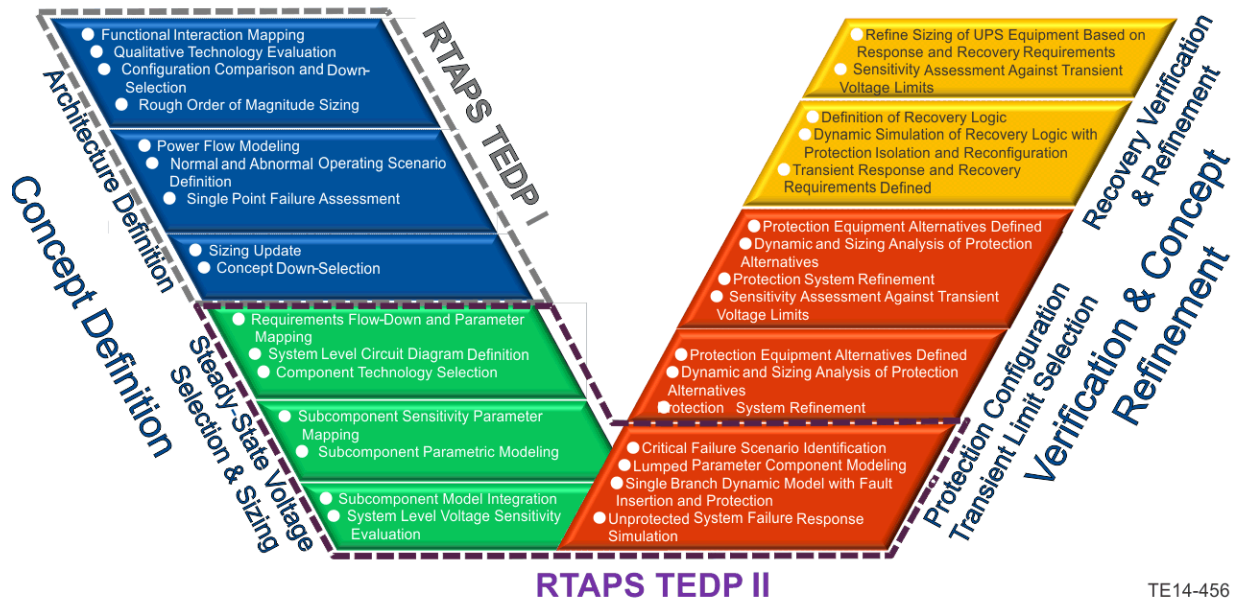 Functional Interaction Mapping
Qualitative Technology Evaluation
Configuration Comparison and Down-
Selection
Rough Order of Magnitude Sizing
Power Flow Modeling
Normal and Abnormal Operating Scenario
Definition
Single Point Failure Assessment
Sizing Update
Concept Down-Selection
Requirements Flow-Down and Parameter
Mapping
System Level Circuit Diagram Definition
Component Technology Selection
Subcomponent Sensitivity Parameter
Mapping
Subcomponent Parametric Modeling
Subcomponent Model Integration
System Level Voltage Sensitivity
Evaluation
Architecture Definition
Concept Definition
Steady-State Voltage
Selection & Sizing
RTAPS TEDP I
Refine Sizing of UPS Equipment Based on
Response and Recovery Requirements
Sensitivity Assessment Against Transient
Voltage Limits
Definition of Recovery Logic
Dynamic Simulation of Recovery Logic with
Protection Isolation and Reconfiguration
Transient Response and Recovery
Requirements Defined
Protection Equipment Alternatives Defined
Dynamic and Sizing Analysis of Protection
Alternatives
Protection System Refinement
Sensitivity Assessment Against Transient
Voltage Limits
Protection Equipment Alternatives Defined
Dynamic and Sizing Analysis of Protection
Alternatives
Protection System Refinement
Critical Failure Scenario Identification
Lumped Parameter Component Modeling
Single Branch Dynamic Model with Fault
Insertion and Protection
Unprotected System Failure Response
Simulation
Recovery Verification
& Refinement
Verification & Concept
Refinement
Protection Configuration
Transient Limit Selection
RTAPS TEDP II
TE14-456